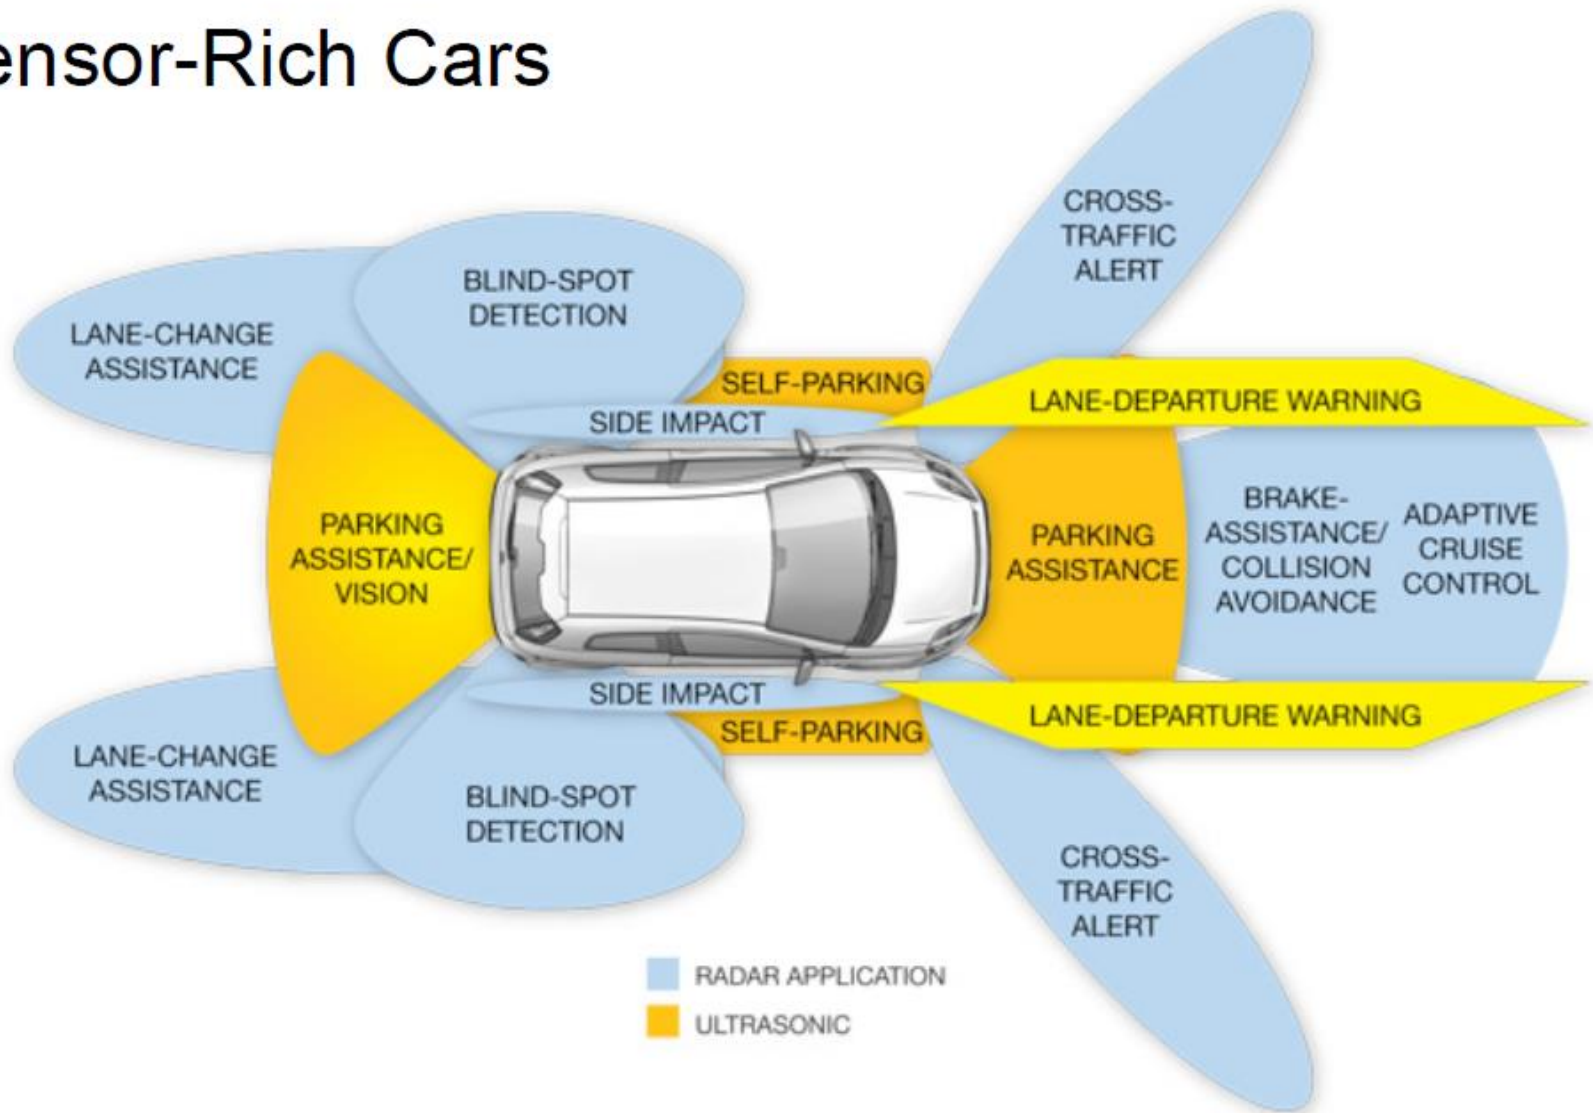 ensor-Rich Cars
CROSS-
TRAFFIC
ALERT
BLIND-SPOT
DETECTION
LANE-CHANGE
ASSISTANCE
SELF-PARKING
LANE-DEPARTURE WARNING
SIDE IMPACT
PARKING
ASSISTANCE/
VISION
PARKING
ASSISTANCE
BRAKE-
ASSISTANCE/
COLLISION
AVOIDANCE
ADAPTIVE
CRUISE
CONTROL
SIDE IMPACT
LANE-DEPARTURE WARNING
SELF-PARKING
LANE-CHANGE
ASSISTANCE
BLIND-SPOT
DETECTION
CROSS-
TRAFFIC
ALERT
RADAR APPLICATION
ULTRASONIC